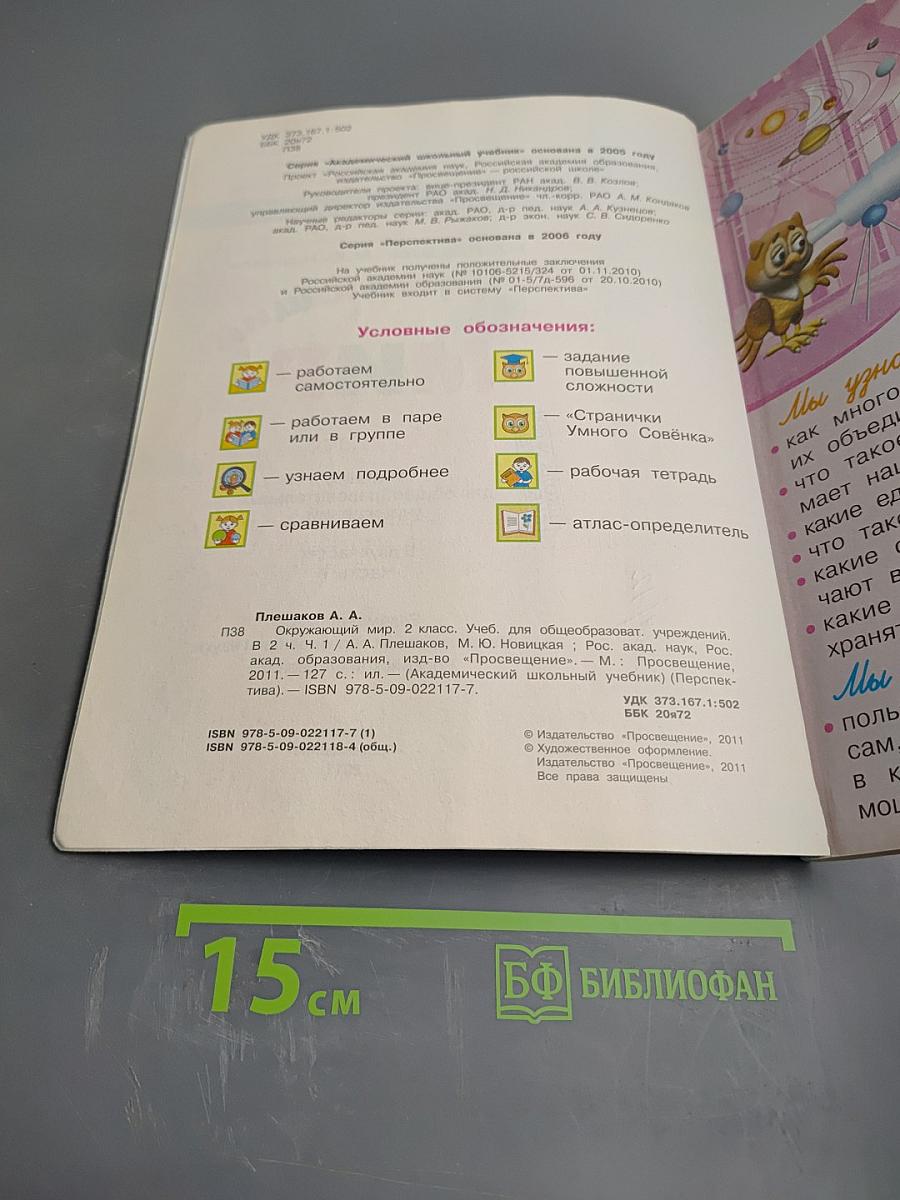 УДК 373.167.1:502
ББК 20я72
П38
Серия «Академический школьный учебник» основана в 2005 году
Проект «Российская академия наук, Российская академия образования,
издательство «Просвещение» — российской школе»
Руководители проекта: вице-президент РАН акад. В. В. Козлов;
президент РАО акад. Н. Д. Никандров;
управляющий директор издательства «Просвещение» чл.-корр. РАО А. М. Кондаков
Научные редакторы серии: акад. РАО, д-р пед. наук А. А. Кузнецов;
акад. РАО, д-р пед. наук М. В. Рыжаков; д-р экон. наук С. В. Сидоренко
Серия «Перспектива» основана в 2006 году
На учебник получены положительные заключения
Российской академии наук (№ 10106-5215/324 от 01.11.2010)
и Российской академии образования (№ 01-5/7д-596 от 20.10.2010)
Учебник входит в систему «Перспектива»
Условные обозначения:
— работаем
самостоятельно
— работаем в паре
или в группе
— узнаем подробнее
— сравниваем
— задание
повышенной
сложности
— «Странички
Умного Совёнка»
— рабочая тетрадь
— атлас-определитель
Плешаков А. А.
П38 Окружающий мир. 2 класс. Учеб. для общеобразоват. учреждений.
В 2 ч. Ч. 1 / А. А. Плешаков, М. Ю. Новицкая ; Рос. акад. наук, Рос.
акад. образования, изд-во «Просвещение». — М. : Просвещение,
2011. — 127 с. : ил. — (Академический школьный учебник) (Перспек-
тива). — ISBN 978-5-09-022117-7.
УДК 373.167.1:502
ББК 20я72
ISBN 978-5-09-022117-7 (1)
ISBN 978-5-09-022118-4 (общ.)
© Издательство «Просвещение», 2011
© Художественное оформление.
Издательство «Просвещение», 2011
Все права защищены
Мы узна
• как много
их объеди
• что такое
мает наш
• какие ед
• что так
• какие с
чают в
• какие
хранят
Мы
• поль
сам,
в к
мощ
15 см
БФ БИБЛИОФАН